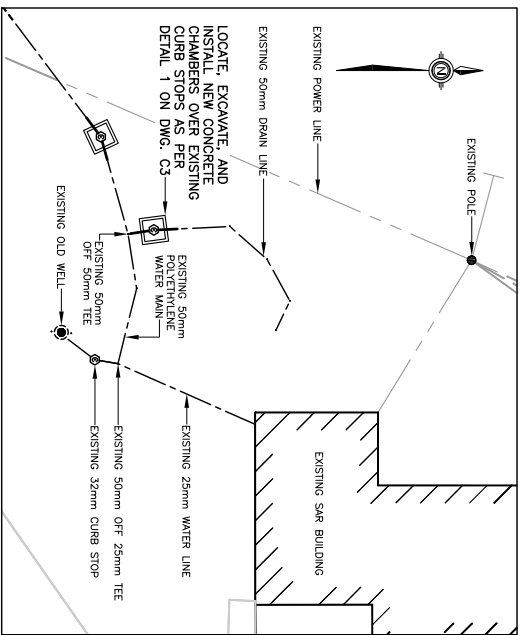 EXISTING POLE
EXISTING POWER LINE
EXISTING 50mm DRAIN LINE
LOCATE, EXCAVATE, AND
INSTALL NEW CONCRETE
CHAMBERS OVER EXISTING
CURB STOPS AS PER
DETAIL 1 ON DWG. C3
N
EXISTING 50mm
POLYETHYLENE
WATER MAIN
EXISTING 50mm
OFF 50mm TEE
EXISTING OLD WELL
EXISTING SAR BUILDING
EXISTING 25mm WATER LINE
EXISTING 50mm OFF 25mm TEE
EXISTING 32mm CURB STOP